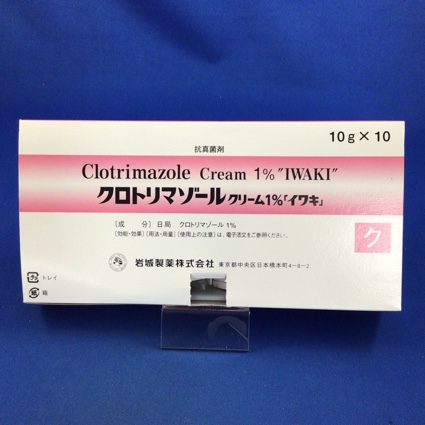 10g×10
抗真菌剤
Clotrimazole Cream 1% "IWAKI"
クロトリマゾールクリーム1%「イワキ」
〔成 分〕日局 クロトリマゾール 1%
〔効能・効果〕〔用法・用量〕〔使用上の注意〕は、電子添文をご参照ください。
ク
岩城製薬株式会社 東京都中央区日本橋本町4-8-2
プラ トレイ
紙 箱